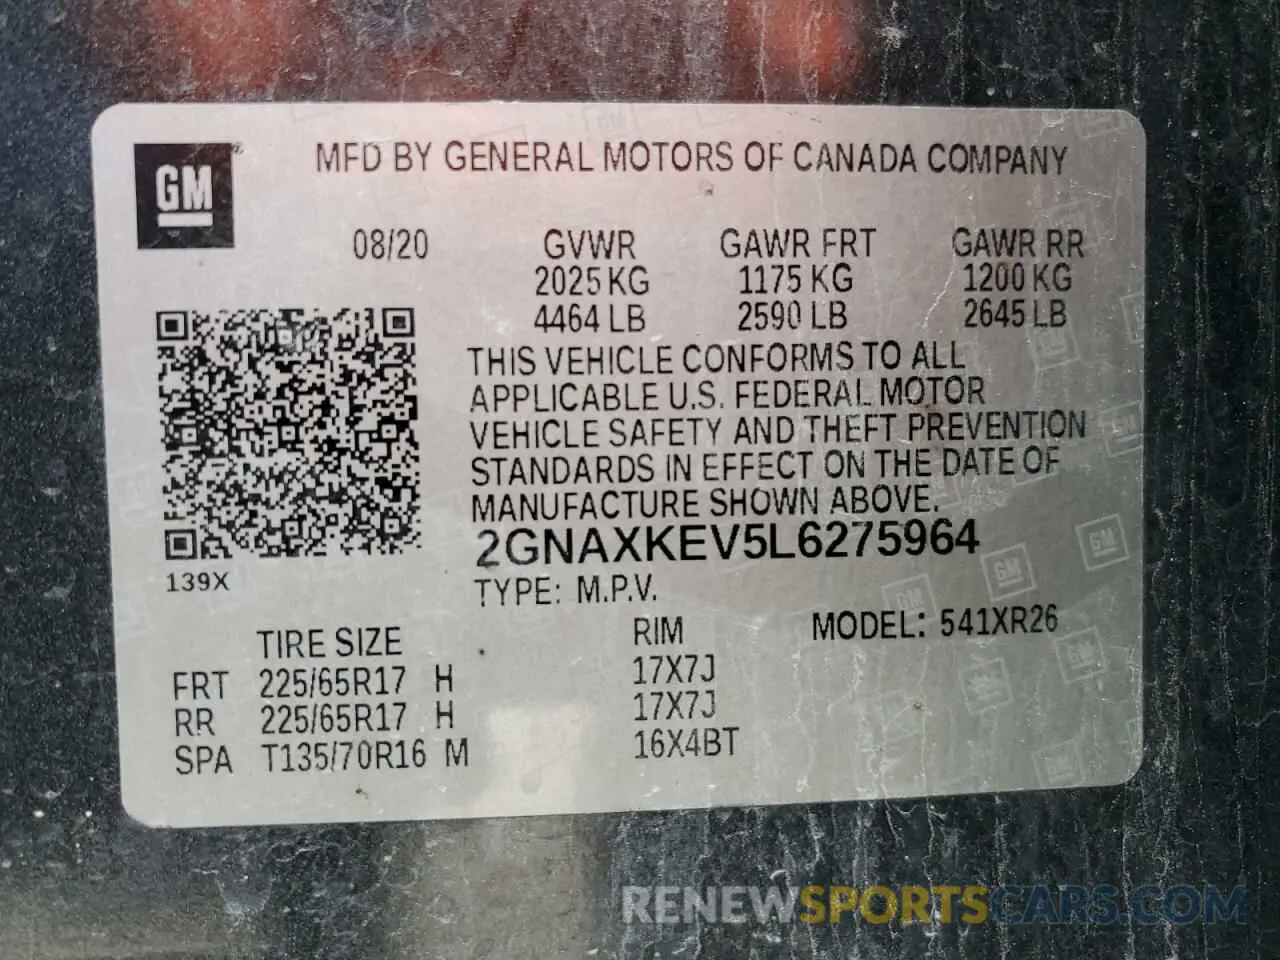 GM
MFD BY GENERAL MOTORS OF CANADA COMPANY
08/20 GVWR GAWR FRT GAWR RR
2025 KG 1175 KG 1200 KG
4464 LB 2590 LB 2645 LB
THIS VEHICLE CONFORMS TO ALL
APPLICABLE U.S. FEDERAL MOTOR
VEHICLE SAFETY AND THEFT PREVENTION
STANDARDS IN EFFECT ON THE DATE OF
MANUFACTURE SHOWN ABOVE.
2GNAXKEV5L6275964
139X
TYPE: M.P.V.
TIRE SIZE RIM MODEL: 541XR26
FRT 225/65R17 H 17X7J
RR 225/65R17 H 17X7J
SPA T135/70R16 M 16X4BT
RENEWSPORTSCARS.COM